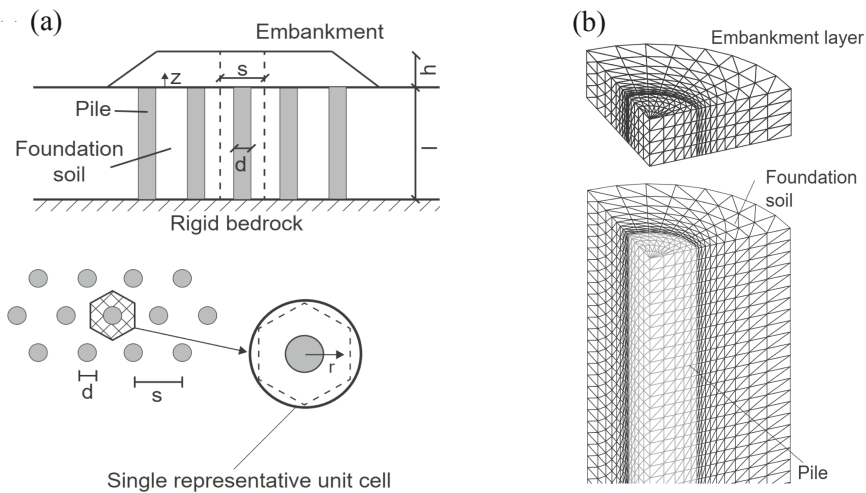 (a)
Embankment
z
s
h
Pile
Foundation
soil
d
l
Rigid bedrock
r
d
s
Single representative unit cell
(b)
Embankment layer
Foundation
soil
Pile